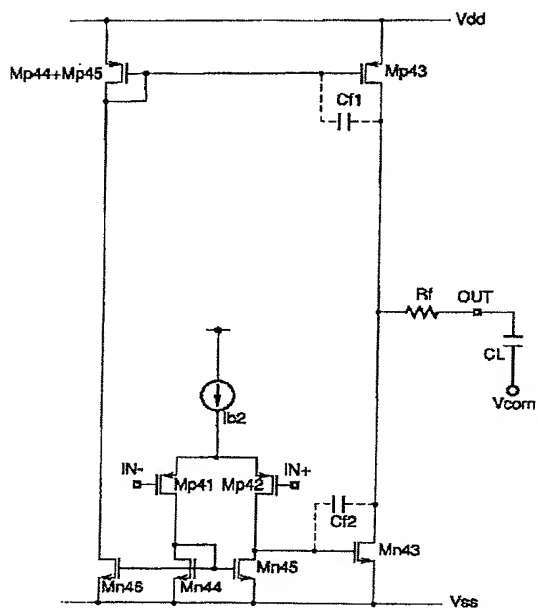 Vdd
Mp44+Mp45
Mp43
Cf1
Rf
OUT
CL
Vcom
Ib2
IN-
Mp41
Mp42
IN+
Cf2
Mn46
Mn44
Mn45
Mn43
Vss